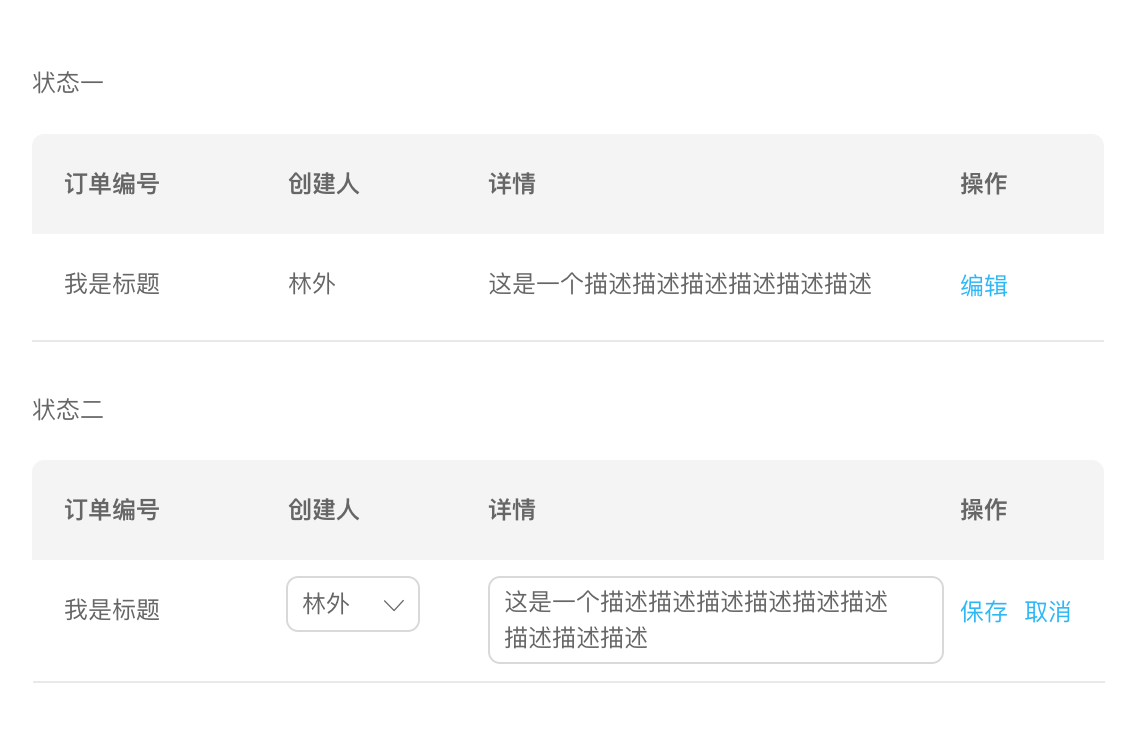 状态一
订单编号 创建人 详情 操作
我是标题 林外 这是一个描述描述描述描述描述描述 编辑
状态二
订单编号 创建人 详情 操作
我是标题 林外 这是一个描述描述描述描述描述描述 保存 取消
描述描述描述